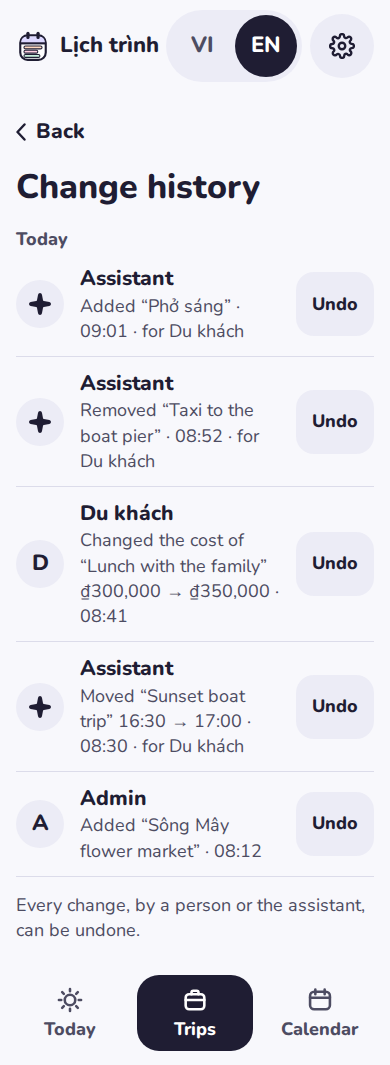 Lịch trình
VI
EN
Back
Change history
Today
Assistant
Added “Phở sáng” ·
09:01 · for Du khách
Undo
Assistant
Removed “Taxi to the
boat pier” · 08:52 · for
Du khách
Undo
D
Du khách
Changed the cost of
“Lunch with the family”
₫300,000 → ₫350,000 ·
08:41
Undo
Assistant
Moved “Sunset boat
trip” 16:30 → 17:00 ·
08:30 · for Du khách
Undo
A
Admin
Added “Sông Mây
flower market” · 08:12
Undo
Every change, by a person or the assistant,
can be undone.
Today
Trips
Calendar